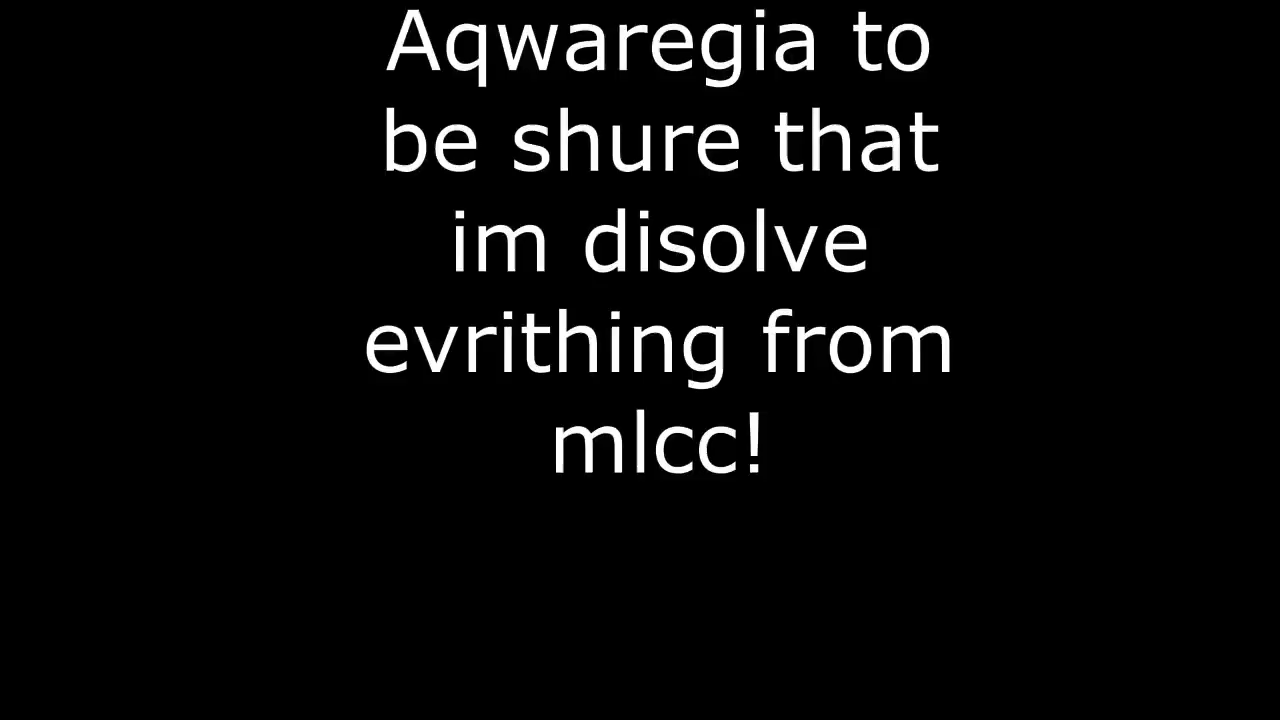 Aqwaregia to
be shure that
im disolve
evrithing from
mlcc!